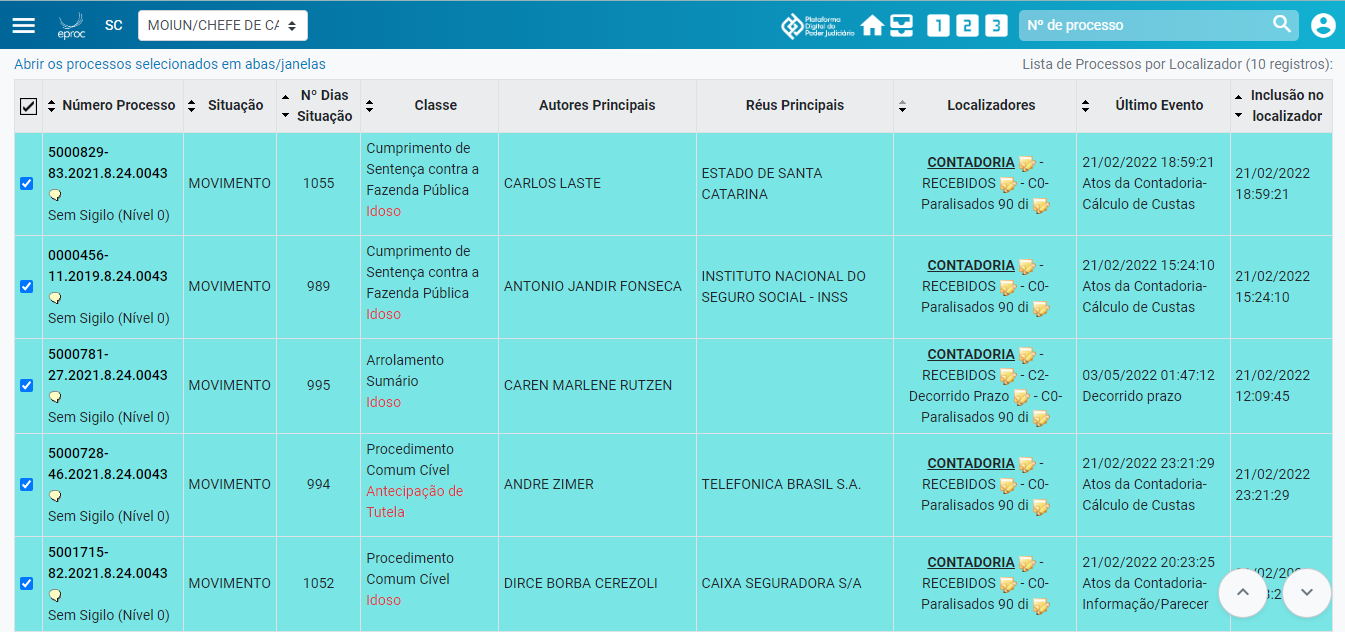 eproc
SC
MOIUN/CHEFE DE CA
Plataforma
Digital do
Poder Judiciário
1
2
3
Nº de processo
Abrir os processos selecionados em abas/janelas
Lista de Processos por Localizador (10 registros):
Número Processo
Situação
Nº Dias
Situação
Classe
Autores Principais
Réus Principais
Localizadores
Último Evento
Inclusão no
localizador
5000829-
83.2021.8.24.0043
Sem Sigilo (Nível 0)
MOVIMENTO
1055
Cumprimento de
Sentença contra a
Fazenda Pública
Idoso
CARLOS LASTE
ESTADO DE SANTA
CATARINA
CONTADORIA -
RECEBIDOS - C0-
Paralisados 90 di
21/02/2022 18:59:21
Atos da Contadoria-
Cálculo de Custas
21/02/2022
18:59:21
0000456-
11.2019.8.24.0043
Sem Sigilo (Nível 0)
MOVIMENTO
989
Cumprimento de
Sentença contra a
Fazenda Pública
Idoso
ANTONIO JANDIR FONSECA
INSTITUTO NACIONAL DO
SEGURO SOCIAL - INSS
CONTADORIA -
RECEBIDOS - C0-
Paralisados 90 di
21/02/2022 15:24:10
Atos da Contadoria-
Cálculo de Custas
21/02/2022
15:24:10
5000781-
27.2021.8.24.0043
Sem Sigilo (Nível 0)
MOVIMENTO
995
Arrolamento
Sumário
Idoso
CAREN MARLENE RUTZEN
CONTADORIA -
RECEBIDOS - C2-
Decorrido Prazo - C0-
Paralisados 90 di
03/05/2022 01:47:12
Decorrido prazo
21/02/2022
12:09:45
5000728-
46.2021.8.24.0043
Sem Sigilo (Nível 0)
MOVIMENTO
994
Procedimento
Comum Cível
Antecipação de
Tutela
ANDRE ZIMER
TELEFONICA BRASIL S.A.
CONTADORIA -
RECEBIDOS - C0-
Paralisados 90 di
21/02/2022 23:21:29
Atos da Contadoria-
Cálculo de Custas
21/02/2022
23:21:29
5001715-
82.2021.8.24.0043
Sem Sigilo (Nível 0)
MOVIMENTO
1052
Procedimento
Comum Cível
Idoso
DIRCE BORBA CEREZOLI
CAIXA SEGURADORA S/A
CONTADORIA -
RECEBIDOS - C0-
Paralisados 90 di
21/02/2022 20:23:25
Atos da Contadoria-
Informação/Parecer